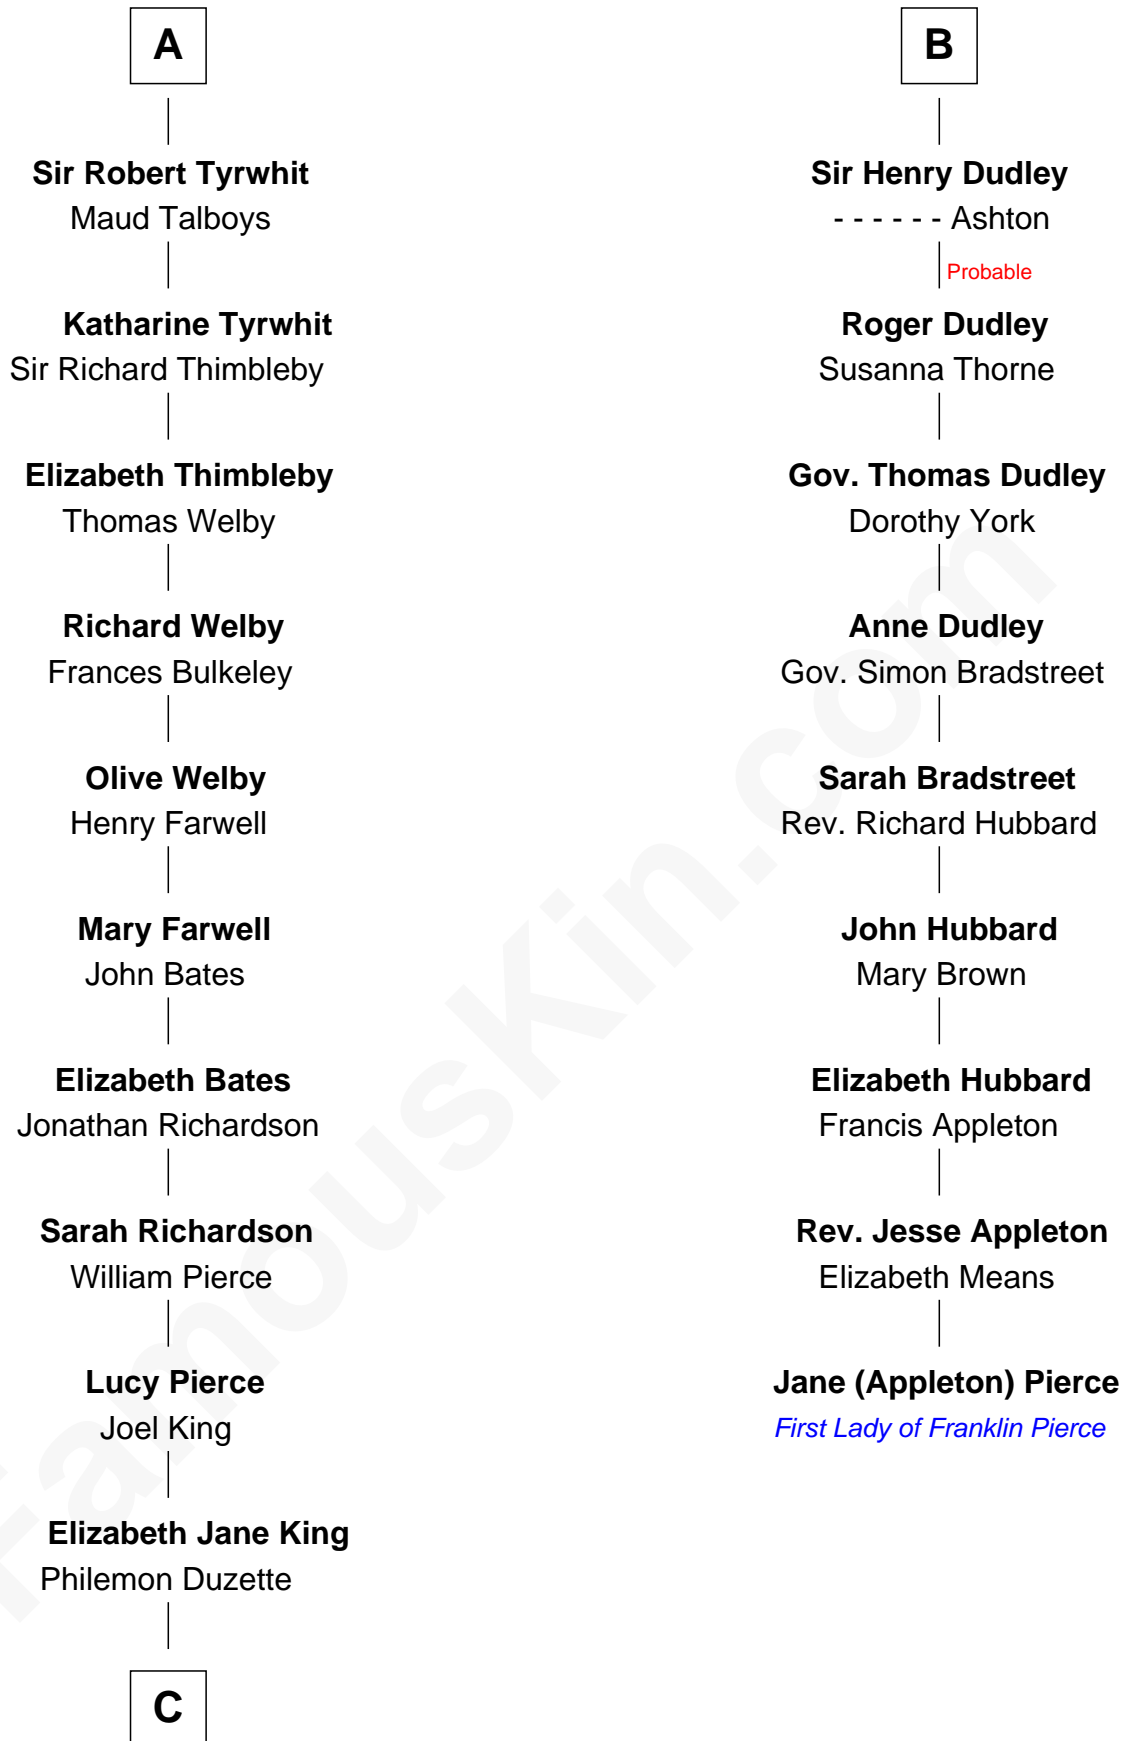 A
Sir Robert Tyrwhit
Maud Talboys
Katharine Tyrwhit
Sir Richard Thimbleby
Elizabeth Thimbleby
Thomas Welby
Richard Welby
Frances Bulkeley
Olive Welby
Henry Farwell
Mary Farwell
John Bates
Elizabeth Bates
Jonathan Richardson
Sarah Richardson
William Pierce
Lucy Pierce
Joel King
Elizabeth Jane King
Philemon Duzette
C
B
Sir Henry Dudley
- - - - - - Ashton
Probable
Roger Dudley
Susanna Thorne
Gov. Thomas Dudley
Dorothy York
Anne Dudley
Gov. Simon Bradstreet
Sarah Bradstreet
Rev. Richard Hubbard
John Hubbard
Mary Brown
Elizabeth Hubbard
Francis Appleton
Rev. Jesse Appleton
Elizabeth Means
Jane (Appleton) Pierce
First Lady of Franklin Pierce
FamousKin.com